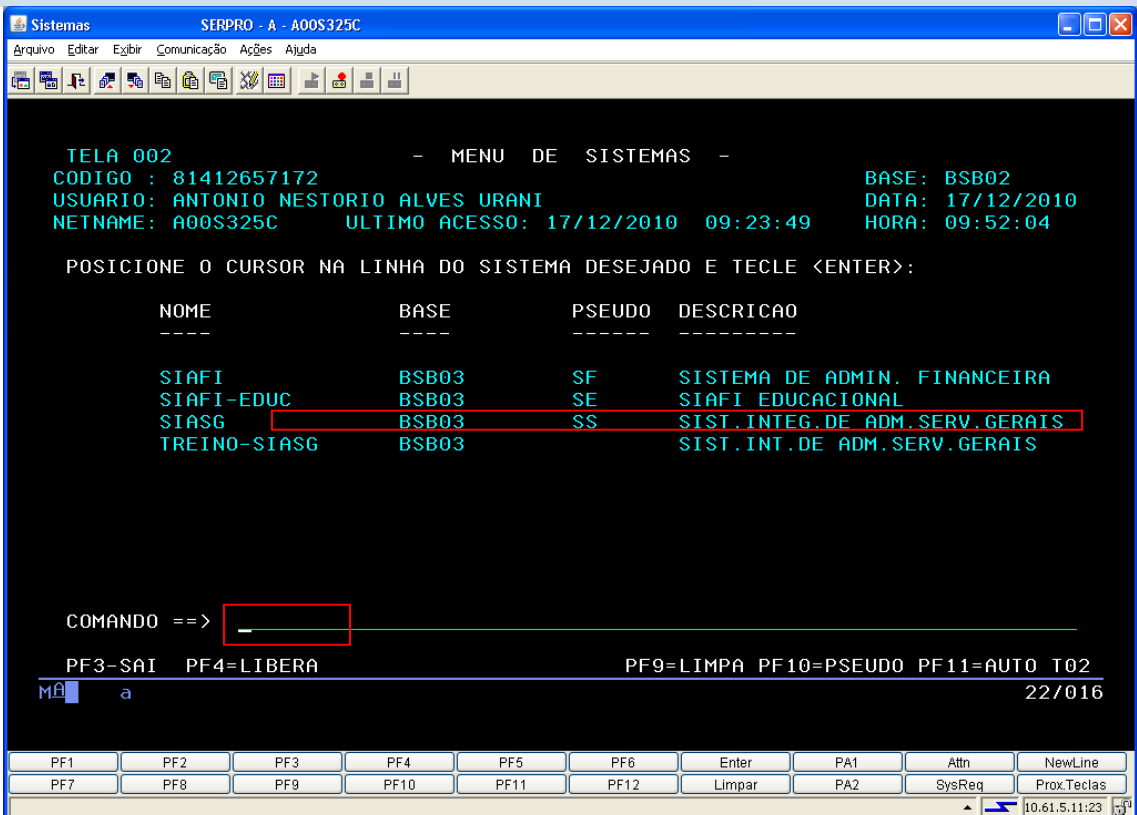 Sistemas SERPRO - A - A00S325C
Arquivo Editar Exibir Comunicação Ações Ajuda
TELA 002 - MENU DE SISTEMAS -
CODIGO : 81412657172 BASE: BSB02
USUARIO: ANTONIO NESTORIO ALVES URANI DATA: 17/12/2010
NETNAME: A00S325C ULTIMO ACESSO: 17/12/2010 09:23:49 HORA: 09:52:04
POSICIONE O CURSOR NA LINHA DO SISTEMA DESEJADO E TECLE <ENTER>:
NOME BASE PSEUDO DESCRICAO
---- ---- ------ ---------
SIAFI BSB03 SF SISTEMA DE ADMIN. FINANCEIRA
SIAFI-EDUC BSB03 SE SIAFI EDUCACIONAL
SIASG BSB03 SS SIST.INTEG.DE ADM.SERV.GERAIS
TREINO-SIASG BSB03 SIST.INT.DE ADM.SERV.GERAIS
COMANDO ==> _
PF3-SAI PF4=LIBERA PF9=LIMPA PF10=PSEUDO PF11=AUTO T02
MA a 22/016
PF1 PF2 PF3 PF4 PF5 PF6 Enter PA1 Attn NewLine
PF7 PF8 PF9 PF10 PF11 PF12 Limpar PA2 SysReq Prox.Teclas
10.61.5.11:23